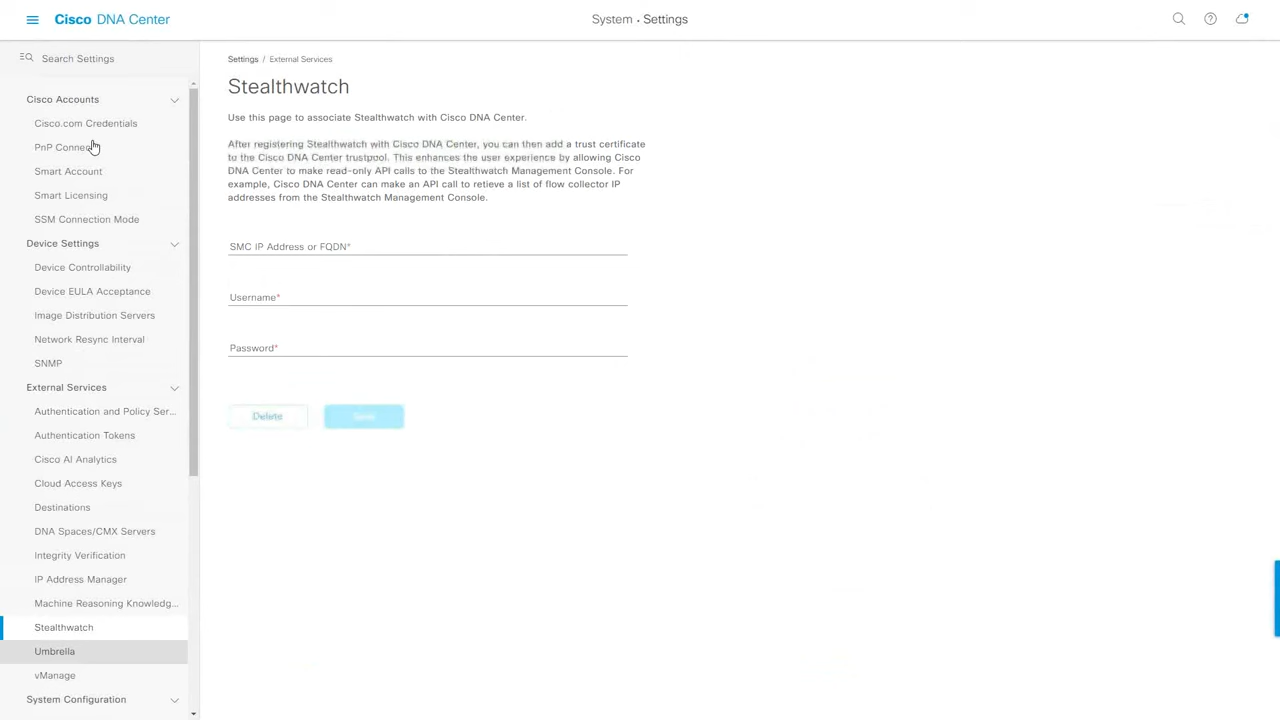 Cisco DNA Center
System · Settings
Search Settings
Cisco Accounts
Cisco.com Credentials
PnP Connect
Smart Account
Smart Licensing
SSM Connection Mode
Device Settings
Device Controllability
Device EULA Acceptance
Image Distribution Servers
Network Resync Interval
SNMP
External Services
Authentication and Policy Ser...
Authentication Tokens
Cisco AI Analytics
Cloud Access Keys
Destinations
DNA Spaces/CMX Servers
Integrity Verification
IP Address Manager
Machine Reasoning Knowledg...
Stealthwatch
Umbrella
vManage
System Configuration
Settings / External Services
Stealthwatch
Use this page to associate Stealthwatch with Cisco DNA Center.
After registering Stealthwatch with Cisco DNA Center, you can then add a trust certificate
to the Cisco DNA Center trustpool. This enhances the user experience by allowing Cisco
DNA Center to make read-only API calls to the Stealthwatch Management Console. For
example, Cisco DNA Center can make an API call to retieve a list of flow collector IP
addresses from the Stealthwatch Management Console.
SMC IP Address or FQDN*
Username*
Password*
Delete
Save